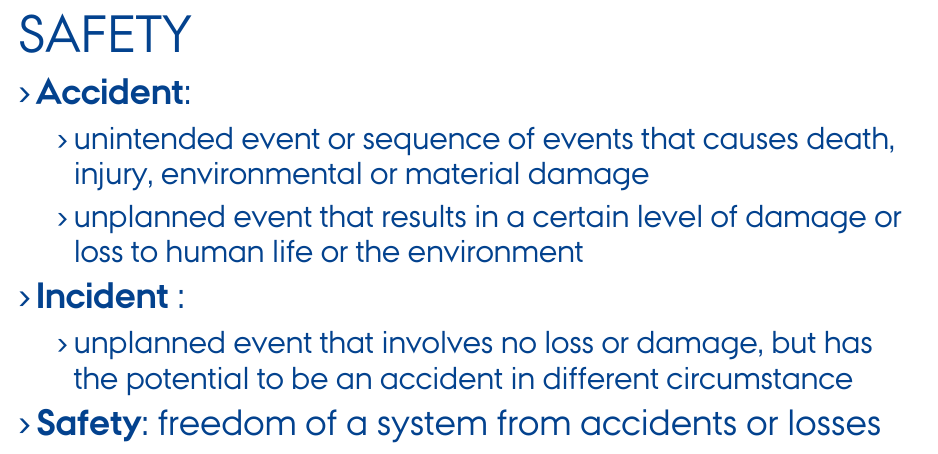 SAFETY
› Accident:
› unintended event or sequence of events that causes death,
injury, environmental or material damage
› unplanned event that results in a certain level of damage or
loss to human life or the environment
› Incident :
› unplanned event that involves no loss or damage, but has
the potential to be an accident in different circumstance
› Safety: freedom of a system from accidents or losses